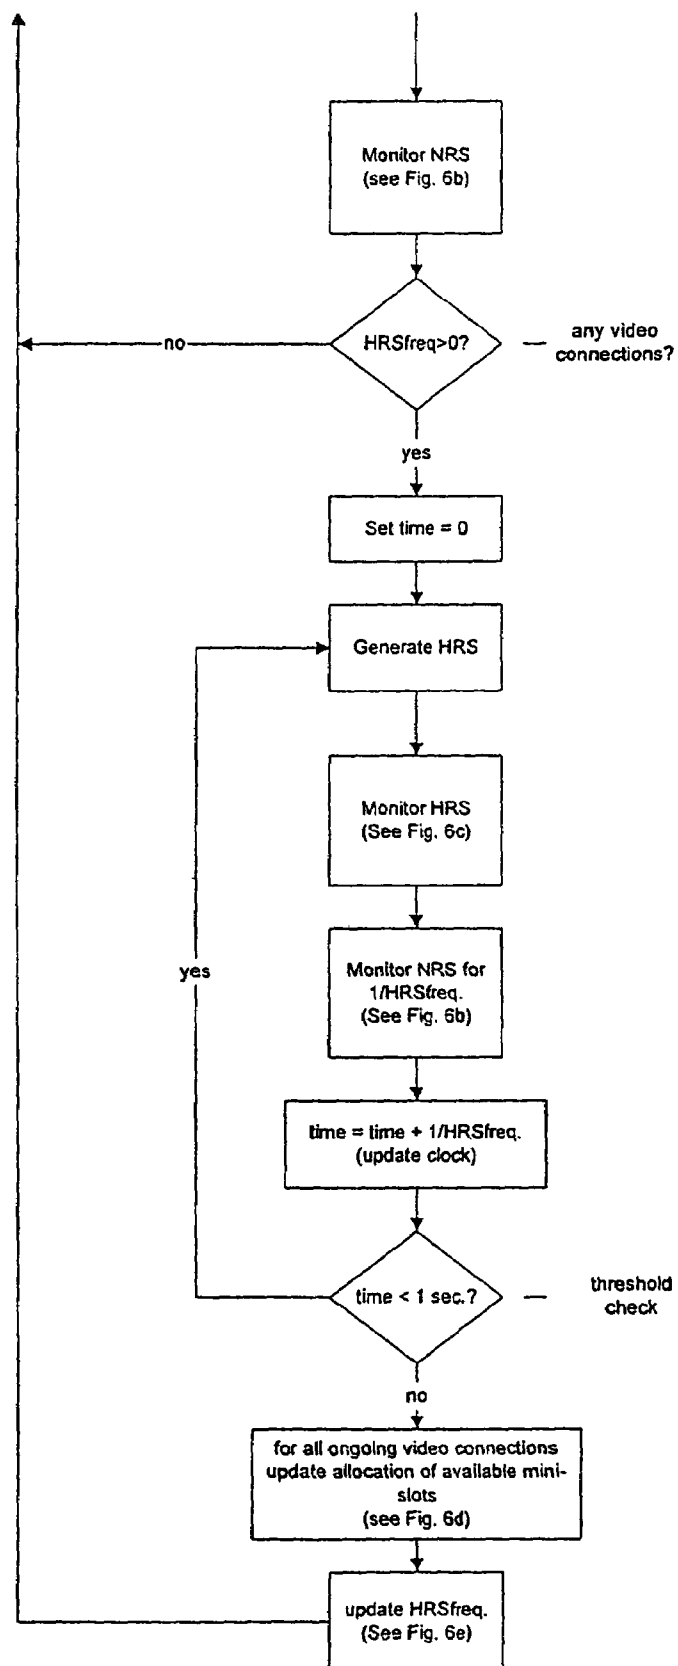 Monitor NRS
(see Fig. 6b)
HRSfreq>0?
any video
connections?
no
yes
Set time = 0
Generate HRS
Monitor HRS
(See Fig. 6c)
yes
Monitor NRS for
1/HRSfreq.
(See Fig. 6b)
time = time + 1/HRSfreq.
(update clock)
time < 1 sec.?
threshold
check
no
for all ongoing video connections
update allocation of available mini-
slots
(see Fig. 6d)
update HRSfreq.
(See Fig. 6e)